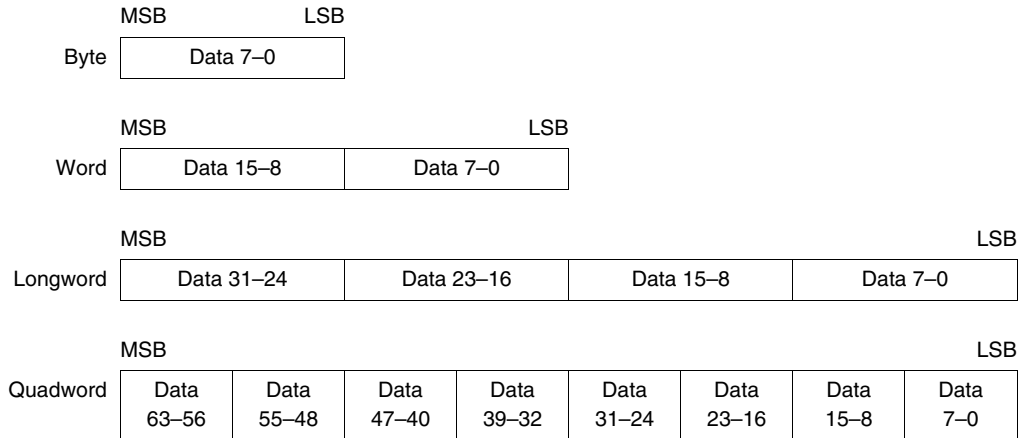 MSB LSB
Byte Data 7–0
MSB LSB
Word Data 15–8 Data 7–0
MSB LSB
Longword Data 31–24 Data 23–16 Data 15–8 Data 7–0
MSB LSB
Quadword Data Data Data Data Data Data Data Data
63–56 55–48 47–40 39–32 31–24 23–16 15–8 7–0